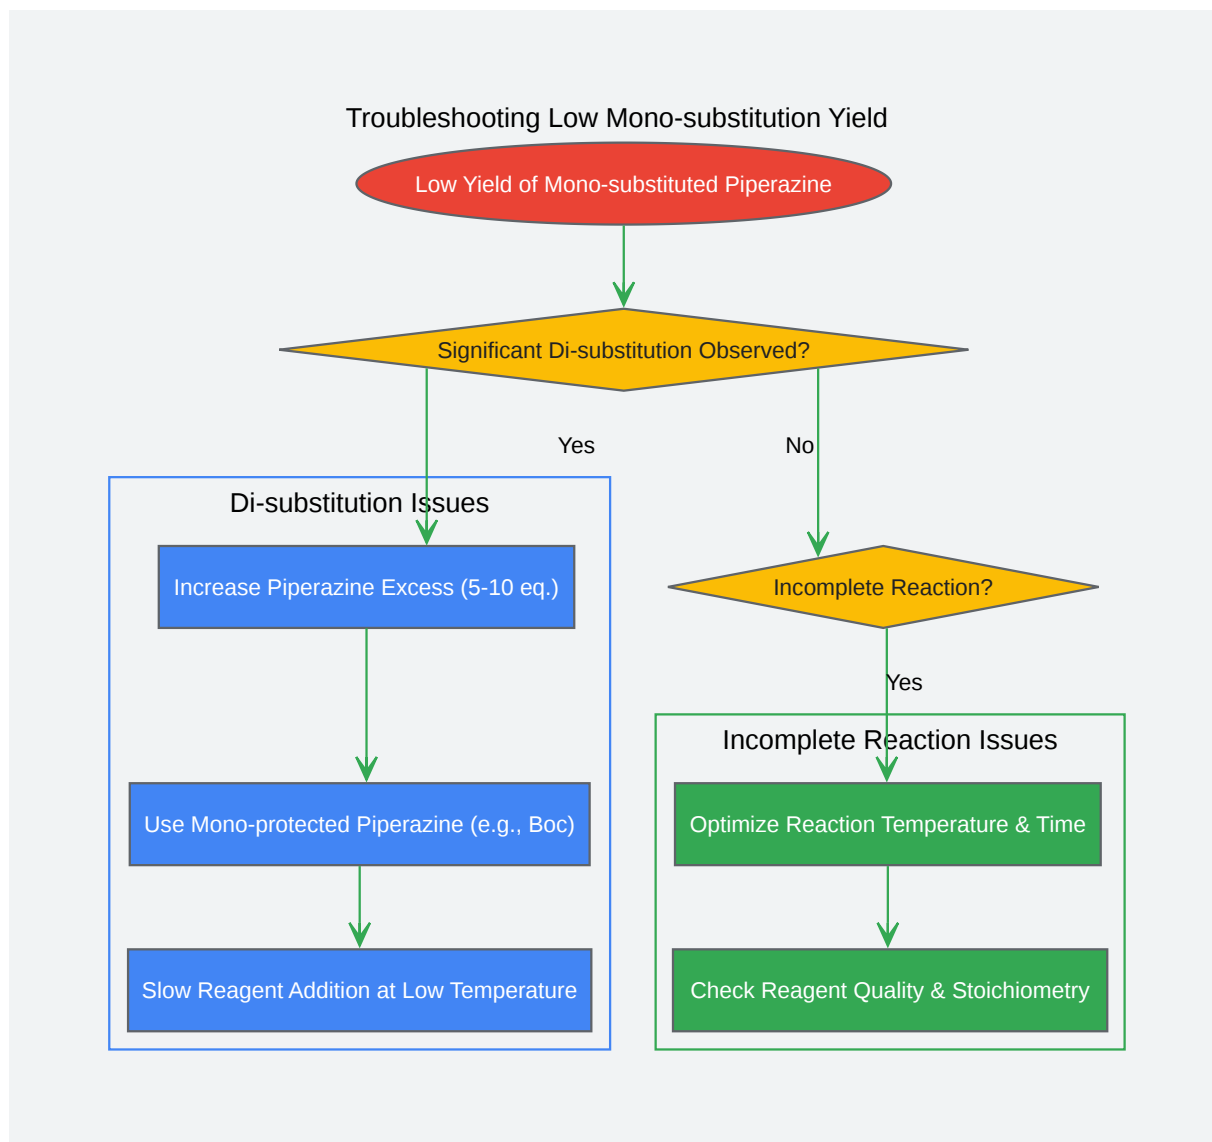 Troubleshooting Low Mono-substitution Yield
Low Yield of Mono-substituted Piperazine
Significant Di-substitution Observed?
Yes
No
Di-substitution Issues
Increase Piperazine Excess (5-10 eq.)
Incomplete Reaction?
Yes
Incomplete Reaction Issues
Use Mono-protected Piperazine (e.g., Boc)
Optimize Reaction Temperature & Time
Slow Reagent Addition at Low Temperature
Check Reagent Quality & Stoichiometry